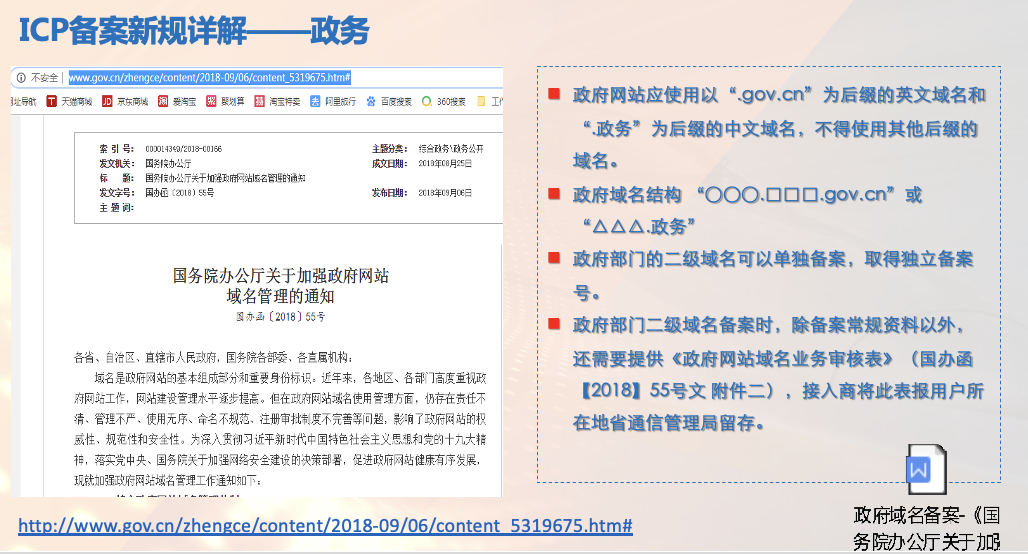 ICP备案新规详解——政务
不安全 | www.gov.cn/zhengce/content/2018-09/06/content_5319675.htm#
址导航 天猫商城 京东商城 爱淘宝 聚划算 淘宝特卖 阿里旅行 百度搜索 360搜索 工
索 引 号： 000014349/2018-00166 主题分类： 综合政务\政务公开
发文机关： 国务院办公厅 成文日期： 2018年08月25日
标 题： 国务院办公厅关于加强政府网站域名管理的通知
发文字号： 国办函〔2018〕55号 发布日期： 2018年09月06日
主 题 词：
国务院办公厅关于加强政府网站
域名管理的通知
国办函〔2018〕55号
各省、自治区、直辖市人民政府，国务院各部委、各直属机构：
域名是政府网站的基本组成部分和重要身份标识。近年来，各地区、各部门高度重视政
府网站工作，网站建设管理水平逐步提高。但在政府网站域名使用管理方面，仍存在责任不
清、管理不严、使用无序、命名不规范、注册审批制度不完善等问题，影响了政府网站的权
威性、规范性和安全性。为深入贯彻习近平新时代中国特色社会主义思想和党的十九大精
神，落实党中央、国务院关于加强网络安全建设的决策部署，促进政府网站健康有序发展，
现就加强政府网站域名管理工作通知如下：
政府网站应使用以“.gov.cn”为后缀的英文域名和
“.政务”为后缀的中文域名，不得使用其他后缀的
域名。
政府域名结构 “〇〇〇.□□□.gov.cn”或
“△△△.政务”
政府部门的二级域名可以单独备案，取得独立备案
号。
政府部门二级域名备案时，除备案常规资料以外，
还需要提供《政府网站域名业务审核表》（国办函
【2018】55号文 附件二），接入商将此表报用户所
在地省通信管理局留存。
http://www.gov.cn/zhengce/content/2018-09/06/content_5319675.htm#
政府域名备案-《国
务院办公厅关于加